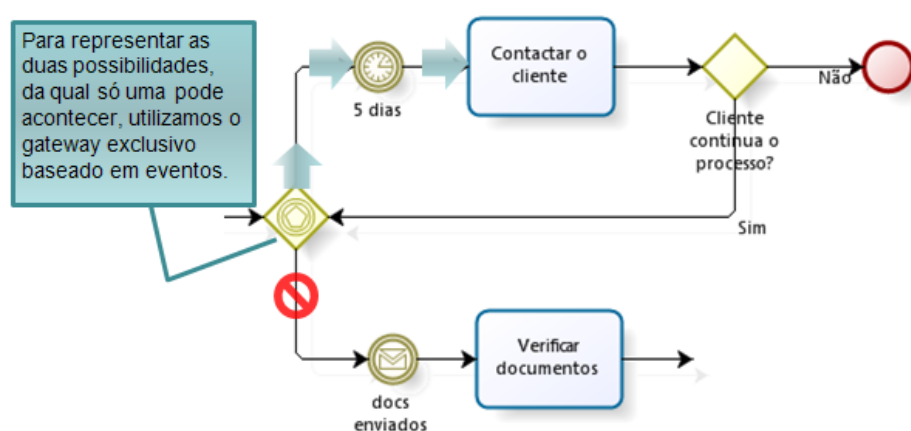 Para representar as
duas possibilidades,
da qual só uma pode
acontecer, utilizamos o
gateway exclusivo
baseado em eventos.
5 dias
Contactar o
cliente
Cliente
continua o
processo?
Não
Sim
docs
enviados
Verificar
documentos